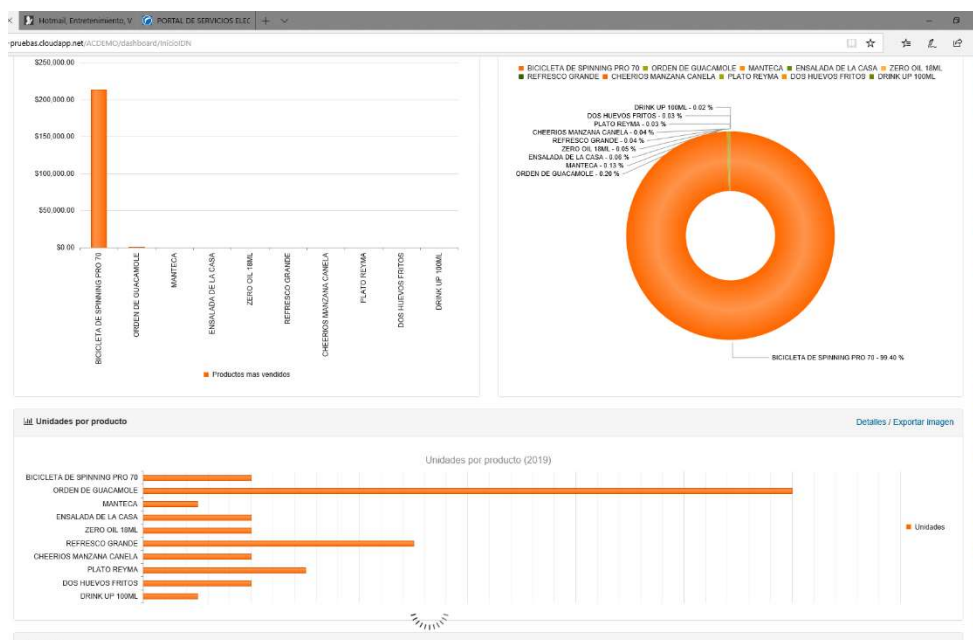 Hotmail, Entretenimiento, V
PORTAL DE SERVICIOS ELEC
pruebas.cloudapp.net/ACDEMO/dashboard/InicioIDN
$250,000.00
$200,000.00
$150,000.00
$100,000.00
$50,000.00
$0.00
BICICLETA DE SPINNING PRO 70
ORDEN DE GUACAMOLE
MANTECA
ENSALADA DE LA CASA
ZERO OIL 18ML
REFRESCO GRANDE
CHEERIOS MANZANA CANELA
PLATO REYMA
DOS HUEVOS FRITOS
DRINK UP 100ML
Productos mas vendidos
BICICLETA DE SPINNING PRO 70 ORDEN DE GUACAMOLE MANTECA ENSALADA DE LA CASA ZERO OIL 18ML
REFRESCO GRANDE CHEERIOS MANZANA CANELA PLATO REYMA DOS HUEVOS FRITOS DRINK UP 100ML
DRINK UP 100ML - 0.02 %
DOS HUEVOS FRITOS - 0.03 %
PLATO REYMA - 0.03 %
CHEERIOS MANZANA CANELA - 0.04 %
REFRESCO GRANDE - 0.04 %
ZERO OIL 18ML - 0.05 %
ENSALADA DE LA CASA - 0.06 %
MANTECA - 0.13 %
ORDEN DE GUACAMOLE - 0.20 %
BICICLETA DE SPINNING PRO 70 - 99.40 %
Unidades por producto
Detalles / Exportar Imagen
Unidades por producto (2019)
BICICLETA DE SPINNING PRO 70
ORDEN DE GUACAMOLE
MANTECA
ENSALADA DE LA CASA
ZERO OIL 18ML
REFRESCO GRANDE
CHEERIOS MANZANA CANELA
PLATO REYMA
DOS HUEVOS FRITOS
DRINK UP 100ML
Unidades